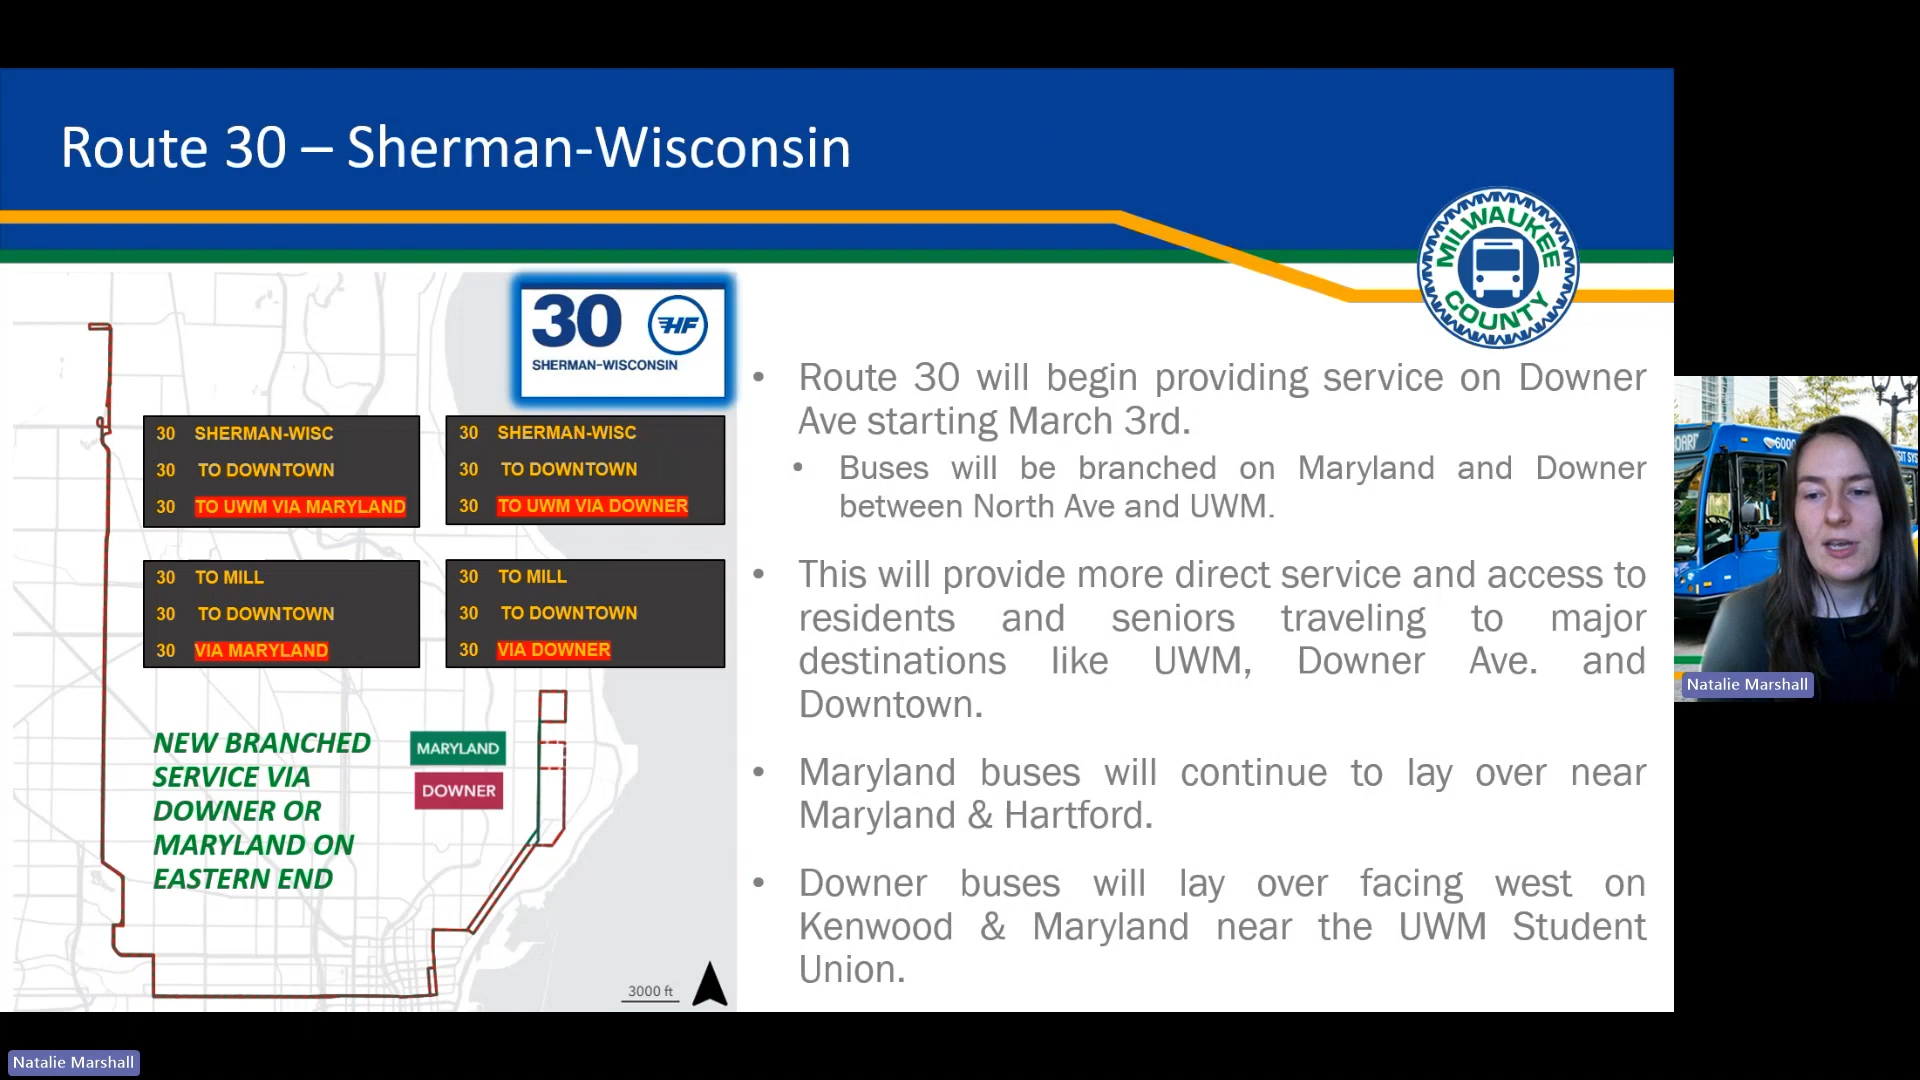 Route 30 – Sherman-Wisconsin
MILWAUKEE
COUNTY
30
HF
SHERMAN-WISCONSIN
30 SHERMAN-WISC
30 TO DOWNTOWN
30 TO UWM VIA MARYLAND
30 SHERMAN-WISC
30 TO DOWNTOWN
30 TO UWM VIA DOWNER
30 TO MILL
30 TO DOWNTOWN
30 VIA MARYLAND
30 TO MILL
30 TO DOWNTOWN
30 VIA DOWNER
NEW BRANCHED
SERVICE VIA
DOWNER OR
MARYLAND ON
EASTERN END
MARYLAND
DOWNER
3000 ft
• Route 30 will begin providing service on Downer
Ave starting March 3rd.
• Buses will be branched on Maryland and Downer
between North Ave and UWM.
• This will provide more direct service and access to
residents and seniors traveling to major
destinations like UWM, Downer Ave. and
Downtown.
• Maryland buses will continue to lay over near
Maryland & Hartford.
• Downer buses will lay over facing west on
Kenwood & Maryland near the UWM Student
Union.
6000
Natalie Marshall
Natalie Marshall